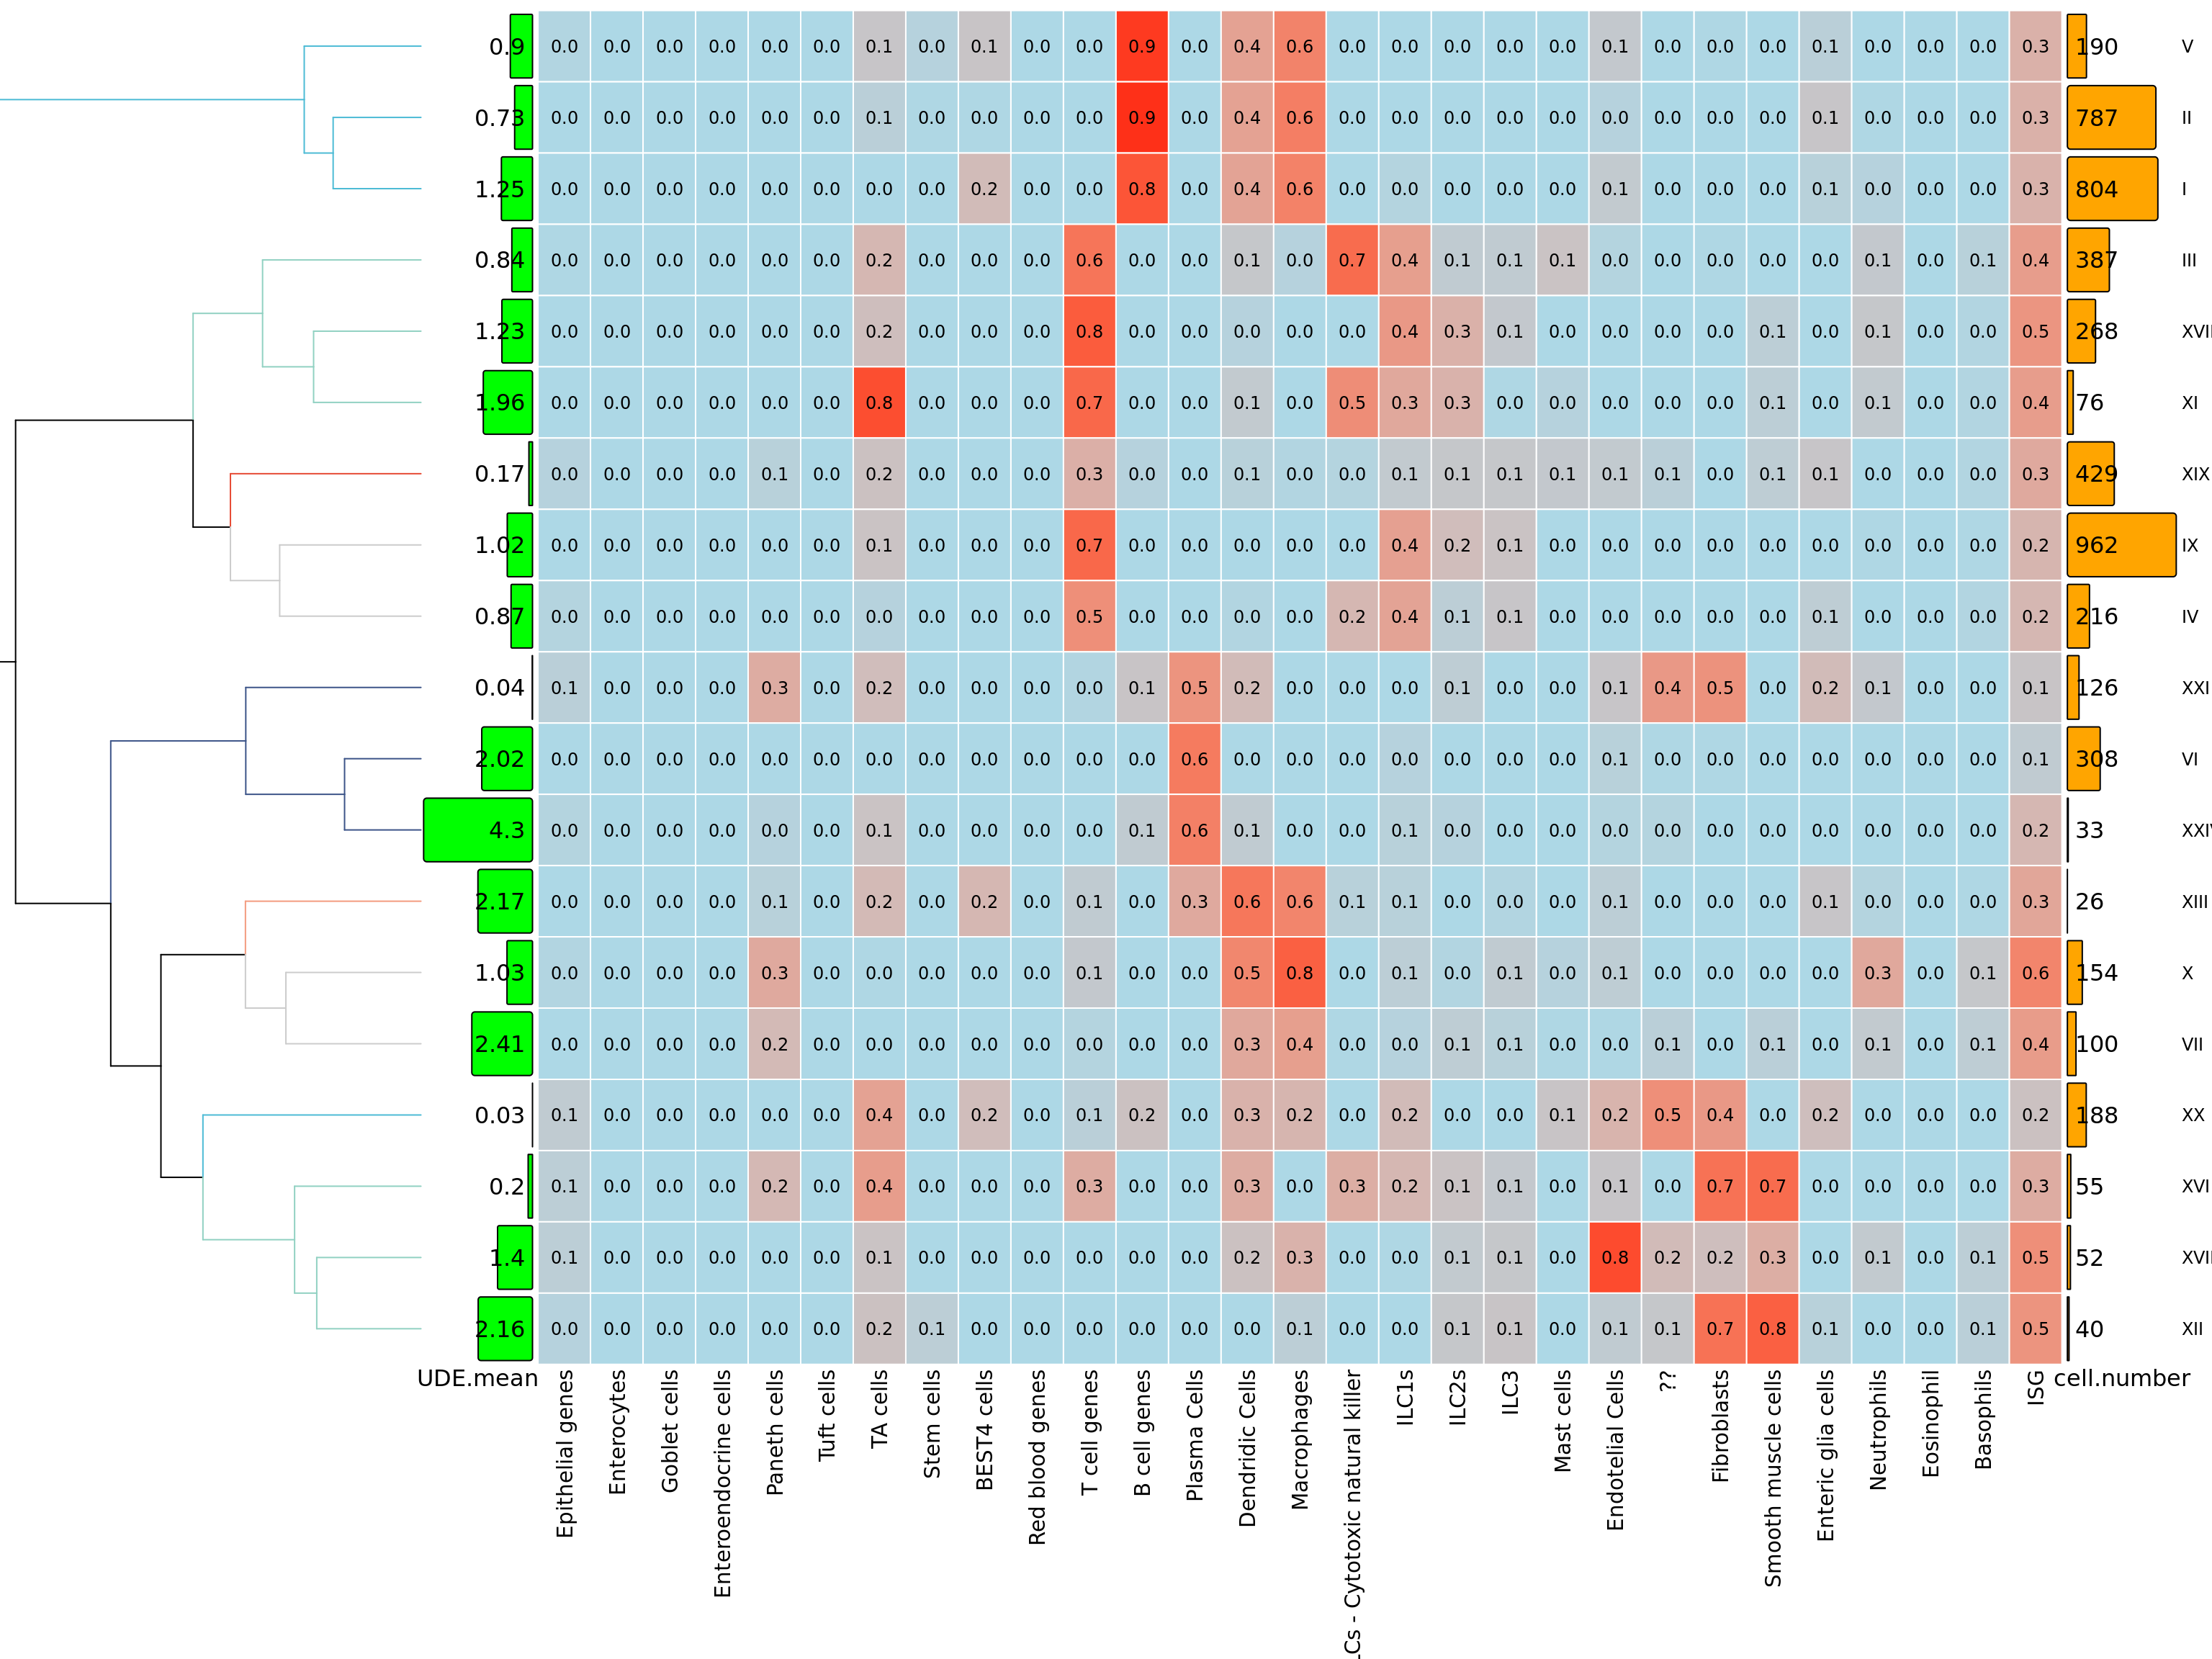 0.9 0.0 0.0 0.0 0.0 0.0 0.0 0.1 0.0 0.1 0.0 0.0 0.9 0.0 0.4 0.6 0.0 0.0 0.0 0.0 0.0 0.1 0.0 0.0 0.0 0.1 0.0 0.0 0.0 0.3 190 V
0.73 0.0 0.0 0.0 0.0 0.0 0.0 0.1 0.0 0.0 0.0 0.0 0.9 0.0 0.4 0.6 0.0 0.0 0.0 0.0 0.0 0.0 0.0 0.0 0.0 0.1 0.0 0.0 0.0 0.3 787 II
1.25 0.0 0.0 0.0 0.0 0.0 0.0 0.0 0.0 0.2 0.0 0.0 0.8 0.0 0.4 0.6 0.0 0.0 0.0 0.0 0.0 0.1 0.0 0.0 0.0 0.1 0.0 0.0 0.0 0.3 804 I
0.84 0.0 0.0 0.0 0.0 0.0 0.0 0.2 0.0 0.0 0.0 0.6 0.0 0.0 0.1 0.0 0.7 0.4 0.1 0.1 0.1 0.0 0.0 0.0 0.0 0.0 0.1 0.0 0.1 0.4 387 III
1.23 0.0 0.0 0.0 0.0 0.0 0.0 0.2 0.0 0.0 0.0 0.8 0.0 0.0 0.0 0.0 0.0 0.4 0.3 0.1 0.0 0.0 0.0 0.0 0.1 0.0 0.1 0.0 0.0 0.5 268 XVII
1.96 0.0 0.0 0.0 0.0 0.0 0.0 0.8 0.0 0.0 0.0 0.7 0.0 0.0 0.1 0.0 0.5 0.3 0.3 0.0 0.0 0.0 0.0 0.0 0.1 0.0 0.1 0.0 0.0 0.4 76 XI
0.17 0.0 0.0 0.0 0.0 0.1 0.0 0.2 0.0 0.0 0.0 0.3 0.0 0.0 0.1 0.0 0.0 0.1 0.1 0.1 0.1 0.1 0.1 0.0 0.1 0.1 0.0 0.0 0.0 0.3 429 XIX
1.02 0.0 0.0 0.0 0.0 0.0 0.0 0.1 0.0 0.0 0.0 0.7 0.0 0.0 0.0 0.0 0.0 0.4 0.2 0.1 0.0 0.0 0.0 0.0 0.0 0.0 0.0 0.0 0.0 0.2 962 IX
0.87 0.0 0.0 0.0 0.0 0.0 0.0 0.0 0.0 0.0 0.0 0.5 0.0 0.0 0.0 0.0 0.2 0.4 0.1 0.1 0.0 0.0 0.0 0.0 0.0 0.1 0.0 0.0 0.0 0.2 216 IV
0.04 0.1 0.0 0.0 0.0 0.3 0.0 0.2 0.0 0.0 0.0 0.0 0.1 0.5 0.2 0.0 0.0 0.0 0.1 0.0 0.0 0.1 0.4 0.5 0.0 0.2 0.1 0.0 0.0 0.1 126 XXI
2.02 0.0 0.0 0.0 0.0 0.0 0.0 0.0 0.0 0.0 0.0 0.0 0.0 0.6 0.0 0.0 0.0 0.0 0.0 0.0 0.0 0.1 0.0 0.0 0.0 0.0 0.0 0.0 0.0 0.1 308 VI
4.3 0.0 0.0 0.0 0.0 0.0 0.0 0.1 0.0 0.0 0.0 0.0 0.1 0.6 0.1 0.0 0.0 0.1 0.0 0.0 0.0 0.0 0.0 0.0 0.0 0.0 0.0 0.0 0.0 0.2 33 XXIV
2.17 0.0 0.0 0.0 0.0 0.1 0.0 0.2 0.0 0.2 0.0 0.1 0.0 0.3 0.6 0.6 0.1 0.1 0.0 0.0 0.0 0.1 0.0 0.0 0.0 0.1 0.0 0.0 0.0 0.3 26 XIII
1.03 0.0 0.0 0.0 0.0 0.3 0.0 0.0 0.0 0.0 0.0 0.1 0.0 0.0 0.5 0.8 0.0 0.1 0.0 0.1 0.0 0.1 0.0 0.0 0.0 0.0 0.3 0.0 0.1 0.6 154 X
2.41 0.0 0.0 0.0 0.0 0.2 0.0 0.0 0.0 0.0 0.0 0.0 0.0 0.0 0.3 0.4 0.0 0.0 0.1 0.1 0.0 0.0 0.1 0.0 0.1 0.0 0.1 0.0 0.1 0.4 100 VII
0.03 0.1 0.0 0.0 0.0 0.0 0.0 0.4 0.0 0.2 0.0 0.1 0.2 0.0 0.3 0.2 0.0 0.2 0.0 0.0 0.1 0.2 0.5 0.4 0.0 0.2 0.0 0.0 0.0 0.2 188 XX
0.2 0.1 0.0 0.0 0.0 0.2 0.0 0.4 0.0 0.0 0.0 0.3 0.0 0.0 0.3 0.0 0.3 0.2 0.1 0.1 0.0 0.1 0.0 0.7 0.7 0.0 0.0 0.0 0.0 0.3 55 XVI
1.4 0.1 0.0 0.0 0.0 0.0 0.0 0.1 0.0 0.0 0.0 0.0 0.0 0.0 0.2 0.3 0.0 0.0 0.1 0.1 0.0 0.8 0.2 0.2 0.3 0.0 0.1 0.0 0.1 0.5 52 XVII
2.16 0.0 0.0 0.0 0.0 0.0 0.0 0.2 0.1 0.0 0.0 0.0 0.0 0.0 0.0 0.1 0.0 0.0 0.1 0.1 0.0 0.1 0.1 0.7 0.8 0.1 0.0 0.0 0.1 0.5 40 XII
UDE.mean
Epithelial genes
Enterocytes
Goblet cells
Enteroendocrine cells
Paneth cells
Tuft cells
TA cells
Stem cells
BEST4 cells
Red blood genes
T cell genes
B cell genes
Plasma Cells
Dendridic Cells
Macrophages
LCs - Cytotoxic natural killer
ILC1s
ILC2s
ILC3
Mast cells
Endotelial Cells
??
Fibroblasts
Smooth muscle cells
Enteric glia cells
Neutrophils
Eosinophil
Basophils
ISG
cell.number